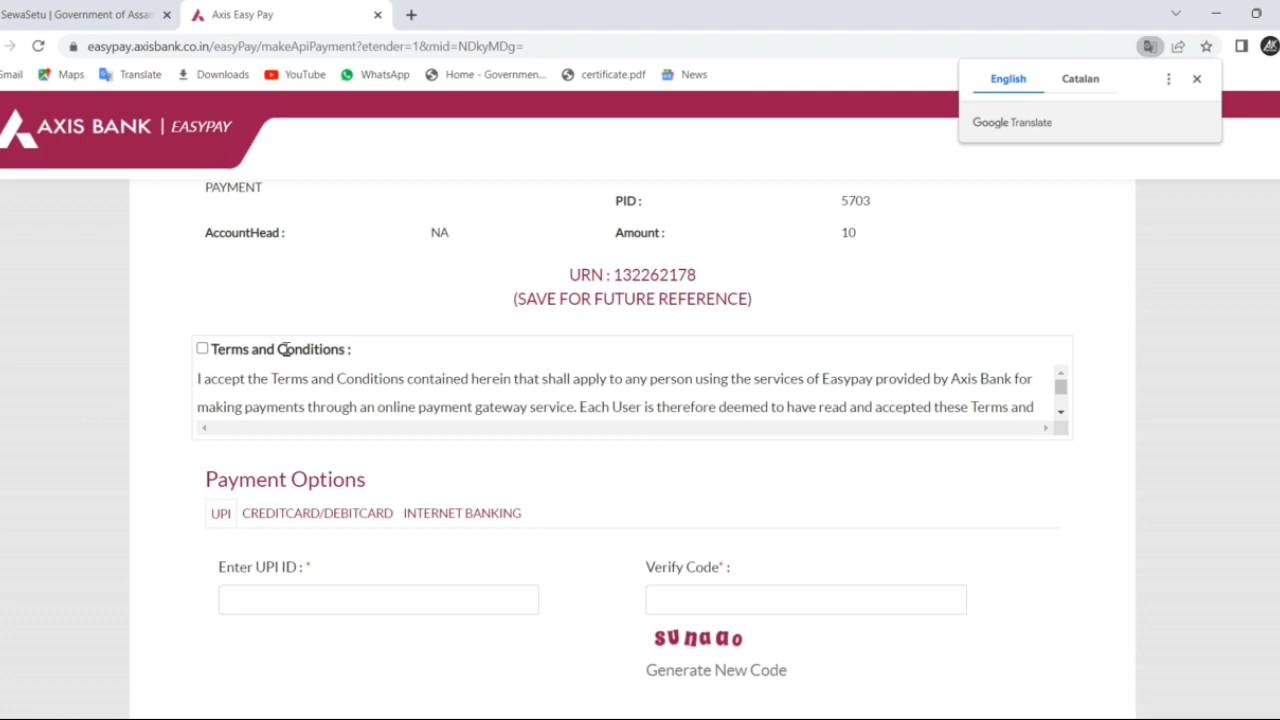 SewaSetu | Government of Assam
Axis Easy Pay
easypay.axisbank.co.in/easyPay/makeApiPayment?etender=1&mid=NDkyMDg=
Gmail Maps Translate Downloads YouTube WhatsApp Home - Governmen... certificate.pdf News
English Catalan
Google Translate
AXIS BANK | EASYPAY
PAYMENT
PID : 5703
AccountHead : NA Amount : 10
URN : 132262178
(SAVE FOR FUTURE REFERENCE)
Terms and Conditions :
I accept the Terms and Conditions contained herein that shall apply to any person using the services of Easypay provided by Axis Bank for
making payments through an online payment gateway service. Each User is therefore deemed to have read and accepted these Terms and
Payment Options
UPI CREDITCARD/DEBITCARD INTERNET BANKING
Enter UPI ID : * Verify Code* :
sunaao
Generate New Code